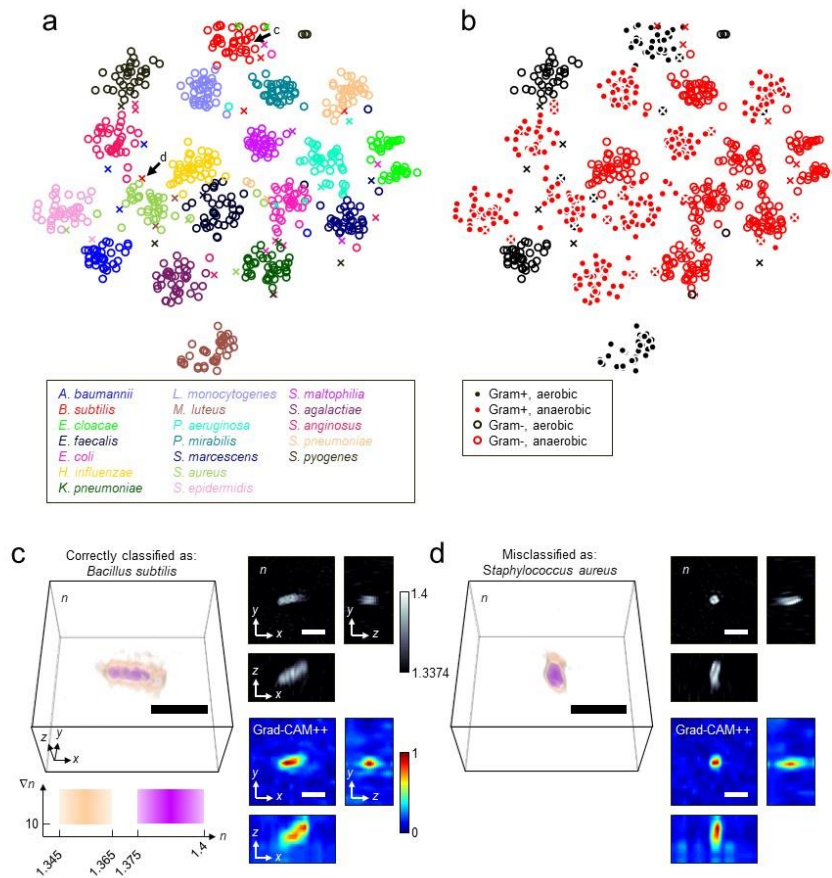 a
b
c
d
A. baumannii
B. subtilis
E. cloacae
E. faecalis
E. coli
H. influenzae
K. pneumoniae
L. monocytogenes
M. luteus
P. aeruginosa
P. mirabilis
S. marcescens
S. aureus
S. epidermidis
S. maltophilia
S. agalactiae
S. anginosus
S. pneumoniae
S. pyogenes
Gram+, aerobic
Gram+, anaerobic
Gram-, aerobic
Gram-, anaerobic
c
Correctly classified as:
Bacillus subtilis
n
z
y
x
∇n
10
1.345
1.365
1.375
1.4
n
n
y
x
y
z
z
x
1.4
1.3374
Grad-CAM++
y
x
y
z
z
x
1
0
d
Misclassified as:
Staphylococcus aureus
n
n
Grad-CAM++